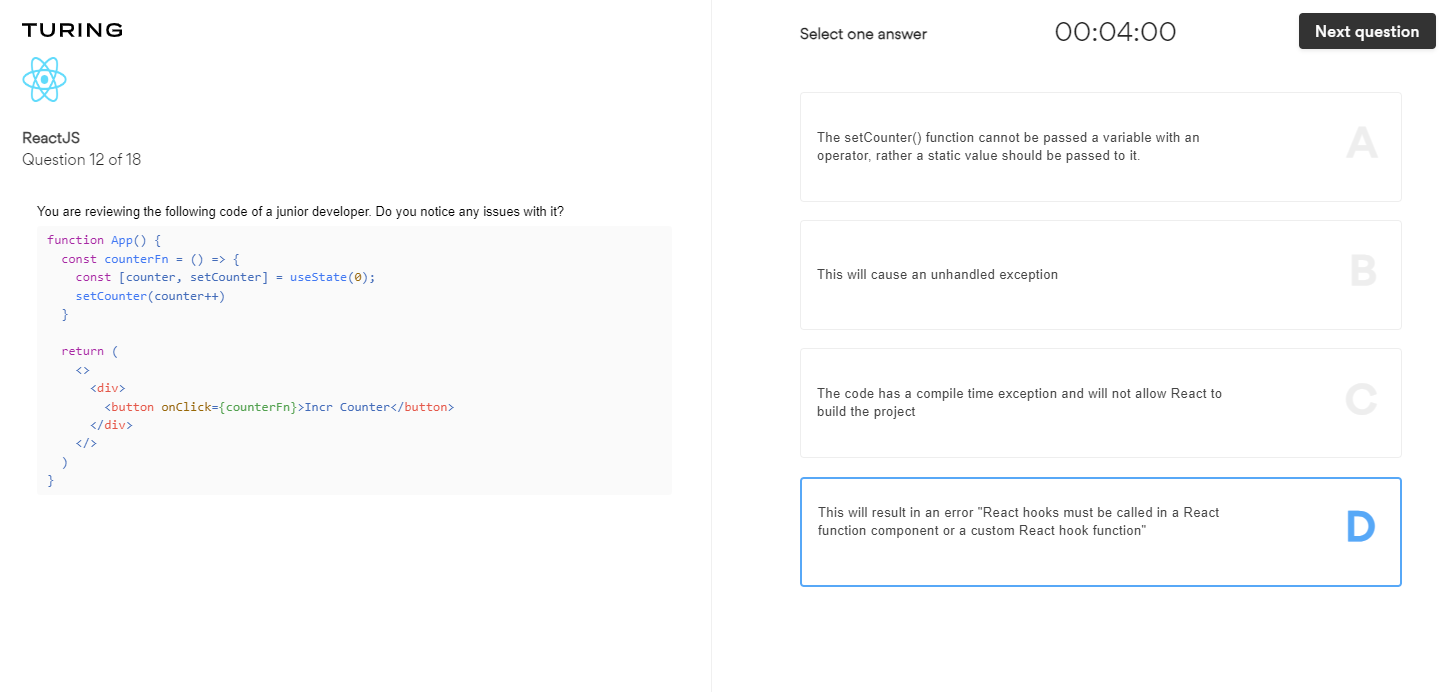 TURING
ReactJS
Question 12 of 18
You are reviewing the following code of a junior developer. Do you notice any issues with it?
function App() {
  const counterFn = () => {
    const [counter, setCounter] = useState(0);
    setCounter(counter++)
  }

  return (
    <>
      <div>
        <button onClick={counterFn}>Incr Counter</button>
      </div>
    </>
  )
}
Select one answer
00:04:00
Next question
The setCounter() function cannot be passed a variable with an
operator, rather a static value should be passed to it.
A
This will cause an unhandled exception
B
The code has a compile time exception and will not allow React to
build the project
C
This will result in an error "React hooks must be called in a React
function component or a custom React hook function"
D